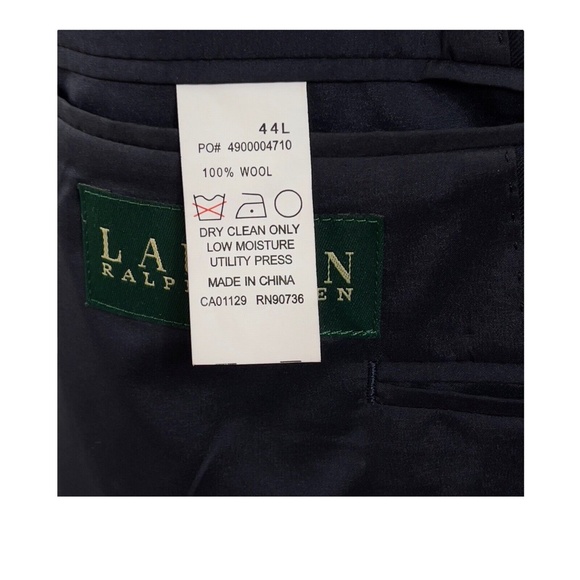 44L
PO# 4900004710
100% WOOL
DRY CLEAN ONLY
LOW MOISTURE
UTILITY PRESS
MADE IN CHINA
CA01129 RN90736